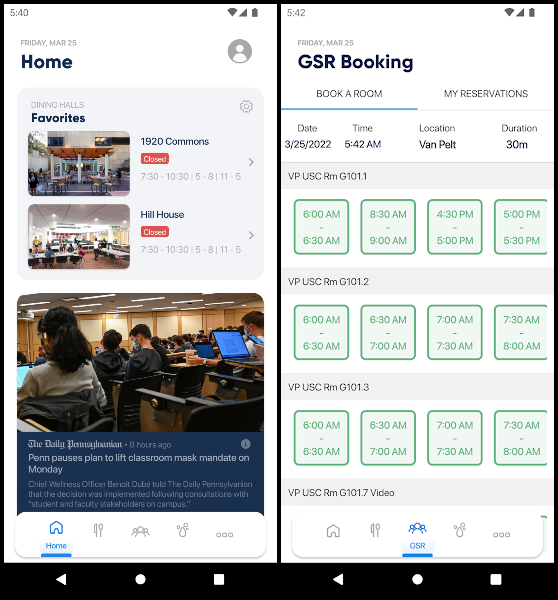 5:40
FRIDAY, MAR 25
Home
DINING HALLS
Favorites
1920 Commons
Closed
7:30 - 10:30 | 5 - 8 | 11 - 5
Hill House
Closed
7:30 - 10:30 | 5 - 8 | 11 - 5
The Daily Pennsylvanian • 9 hours ago
Penn pauses plan to lift classroom mask mandate on
Monday
Chief Wellness Officer Benoit Dubé told The Daily Pennsylvanian
that the decision was implemented following consultations with
"student and faculty stakeholders on campus."
Home
5:42
FRIDAY, MAR 25
GSR Booking
BOOK A ROOM MY RESERVATIONS
Date Time Location Duration
3/25/2022 5:42 AM Van Pelt 30m
VP USC Rm G101.1
6:00 AM 8:30 AM 4:30 PM 5:00 PM
- - - -
6:30 AM 9:00 AM 5:00 PM 5:30 PM
VP USC Rm G101.2
6:00 AM 6:30 AM 7:00 AM 7:30 AM
- - - -
6:30 AM 7:00 AM 7:30 AM 8:00 AM
VP USC Rm G101.3
6:00 AM 6:30 AM 7:00 AM 7:30 AM
- - - -
6:30 AM 7:00 AM 7:30 AM 8:00 AM
VP USC Rm G101.7 Video
GSR